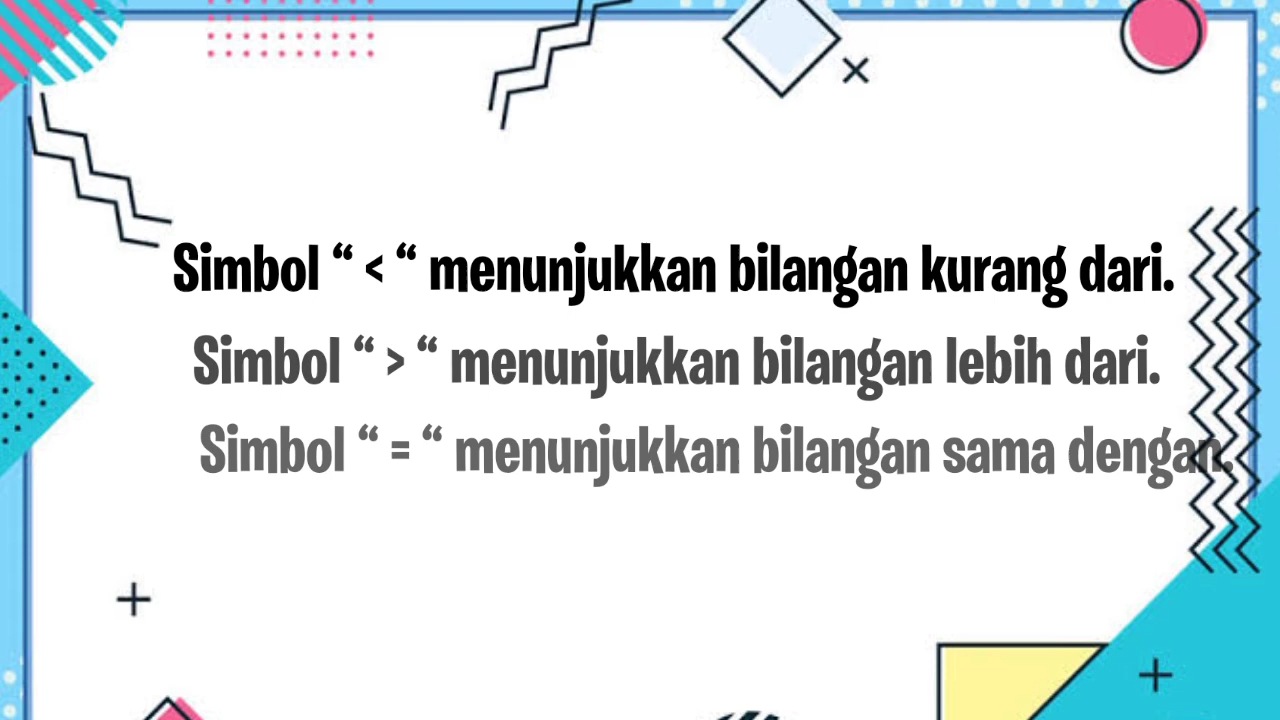 Simbol “ < “ menunjukkan bilangan kurang dari.
Simbol “ > “ menunjukkan bilangan lebih dari.
Simbol “ = “ menunjukkan bilangan sama dengan.